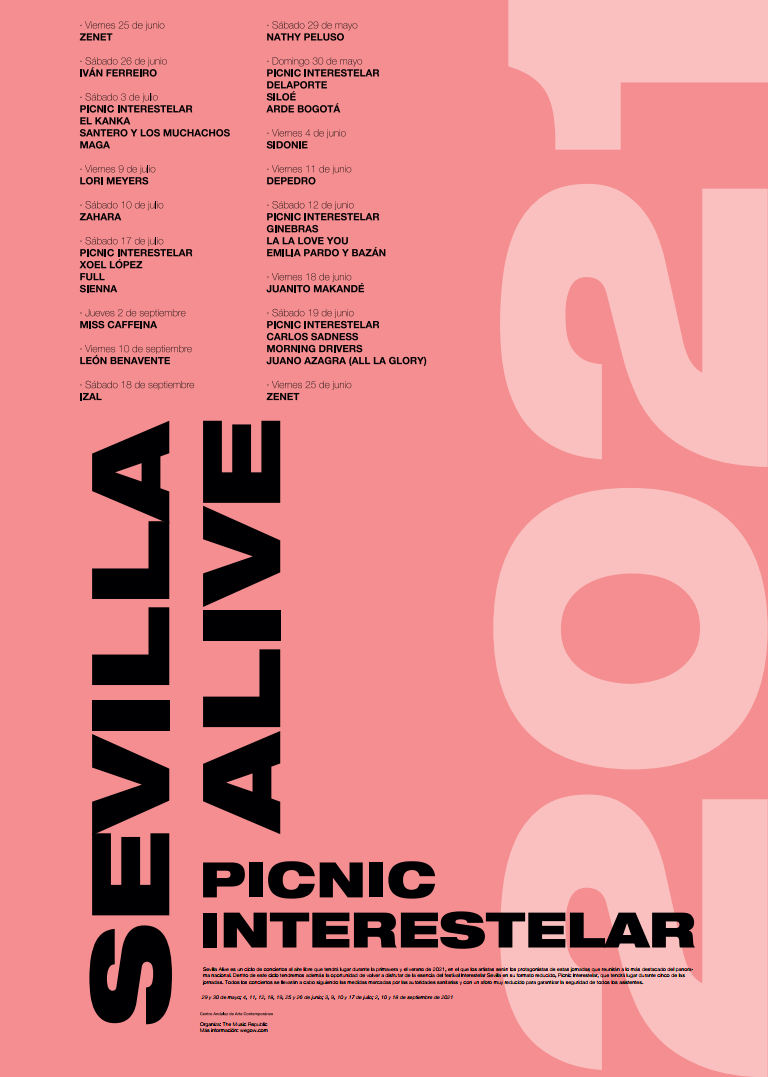 · Viernes 25 de junio
ZENET
· Sábado 26 de junio
IVÁN FERREIRO
· Sábado 3 de julio
PICNIC INTERESTELAR
EL KANKA
SANTERO Y LOS MUCHACHOS
MAGA
· Viernes 9 de julio
LORI MEYERS
· Sábado 10 de julio
ZAHARA
· Sábado 17 de julio
PICNIC INTERESTELAR
XOEL LÓPEZ
FULL
SIENNA
· Jueves 2 de septiembre
MISS CAFFEINA
· Viernes 10 de septiembre
LEÓN BENAVENTE
· Sábado 18 de septiembre
IZAL
· Sábado 29 de mayo
NATHY PELUSO
· Domingo 30 de mayo
PICNIC INTERESTELAR
DELAPORTE
SILOÉ
ARDE BOGOTÁ
· Viernes 4 de junio
SIDONIE
· Viernes 11 de junio
DEPEDRO
· Sábado 12 de junio
PICNIC INTERESTELAR
GINEBRAS
LA LA LOVE YOU
EMILIA PARDO Y BAZÁN
· Viernes 18 de junio
JUANITO MAKANDÉ
· Sábado 19 de junio
PICNIC INTERESTELAR
CARLOS SADNESS
MORNING DRIVERS
JUANO AZAGRA (ALL LA GLORY)
· Viernes 25 de junio
ZENET
2021
SEVILLA
ALIVE
PICNIC
INTERESTELAR
Sevilla Alive es un ciclo de conciertos al aire libre que tendrá lugar durante la primavera y el verano de 2021, en el que los artistas serán los protagonistas de estas jornadas que reunirán a lo más destacado del panora-
ma nacional. Dentro de este ciclo tendremos además la oportunidad de volver a disfrutar de la esencia del festival Interestelar Sevilla en su formato reducido, Picnic Interestelar, que tendrá lugar durante cinco de las
jornadas. Todos los conciertos se llevarán a cabo siguiendo las medidas marcadas por las autoridades sanitarias y con un aforo muy reducido para garantizar la seguridad de todos los asistentes.
29 y 30 de mayo; 4, 11, 12, 18, 19, 25 y 26 de junio; 3, 9, 10 y 17 de julio; 2, 10 y 18 de septiembre de 2021
Centro Andaluz de Arte Contemporáneo
Organiza: The Music Republic
Más información: wegow.com